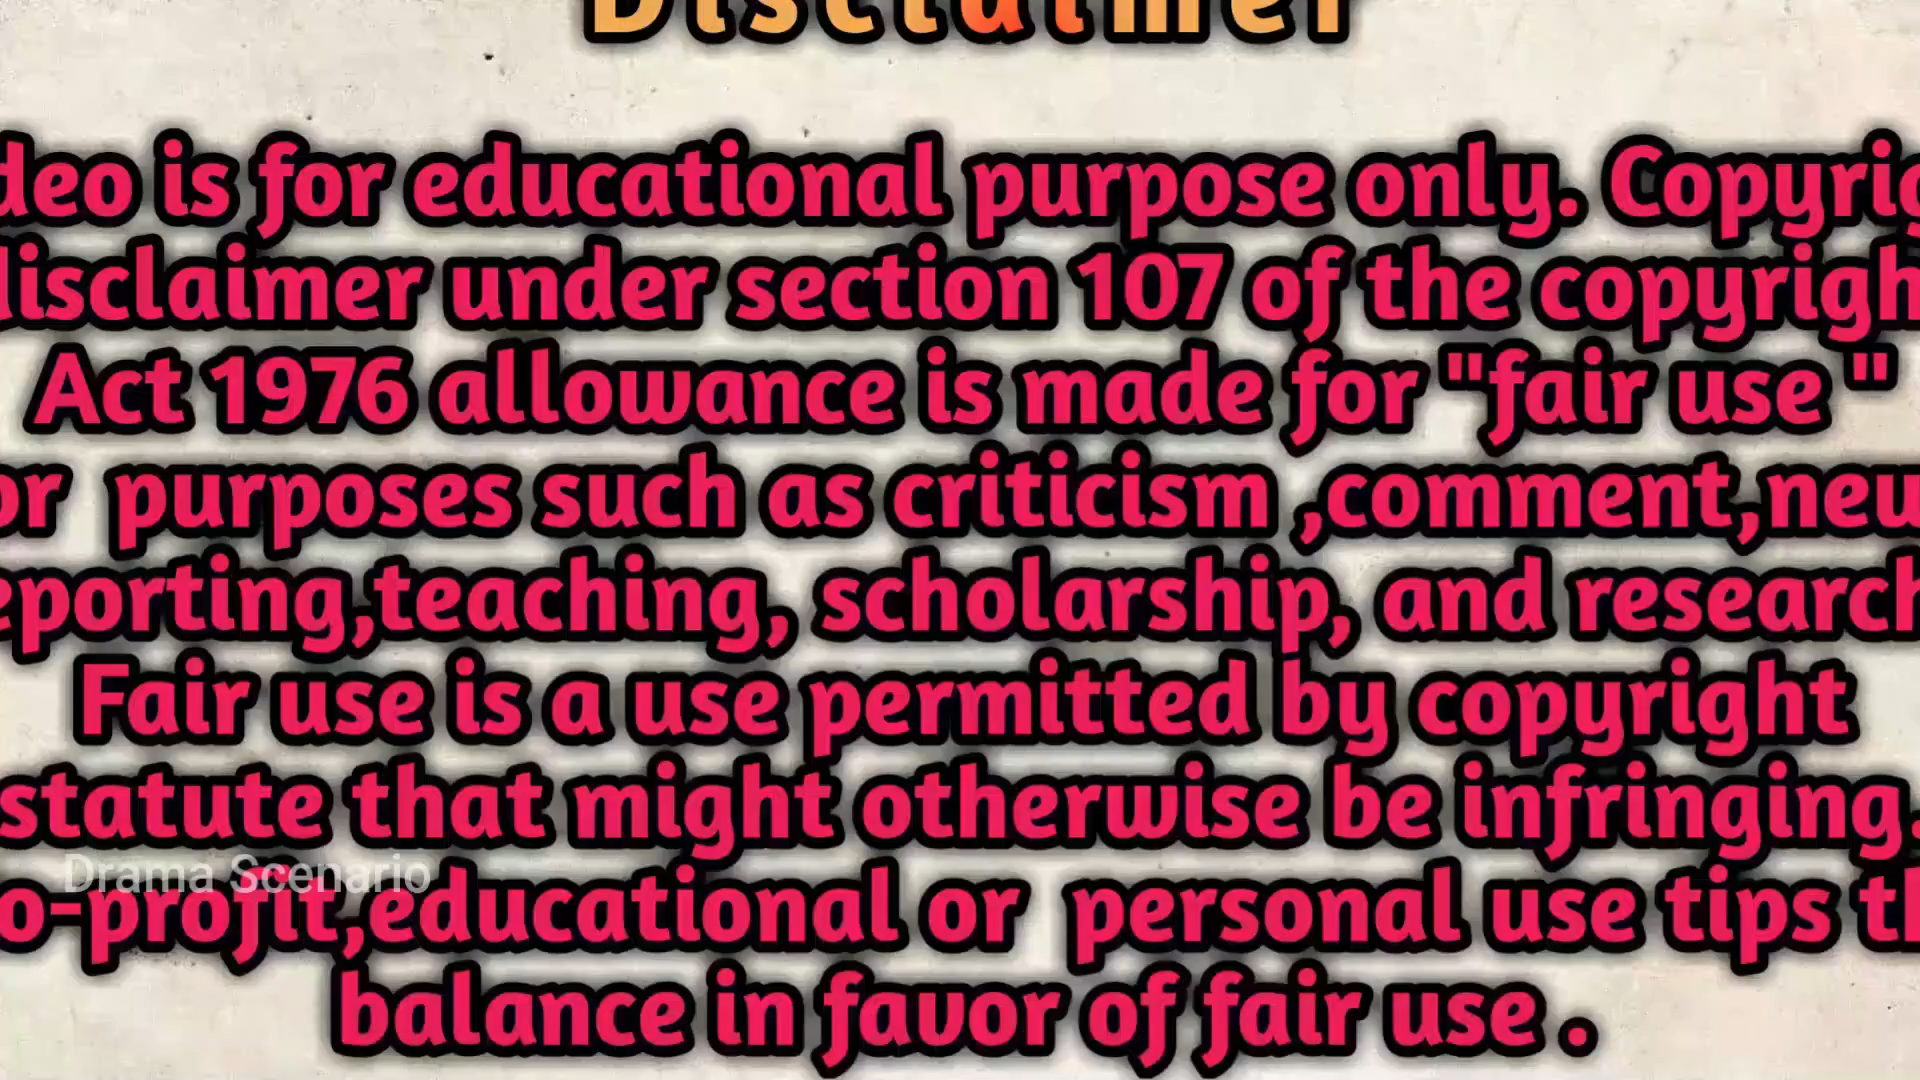 Disclaimer
deo is for educational purpose only. Copyrig
disclaimer under section 107 of the copyrigh
Act 1976 allowance is made for "fair use "
or purposes such as criticism ,comment,new
eporting,teaching, scholarship, and research
Fair use is a use permitted by copyright
statute that might otherwise be infringing.
Drama Scenario
o-profit,educational or personal use tips th
balance in favor of fair use .